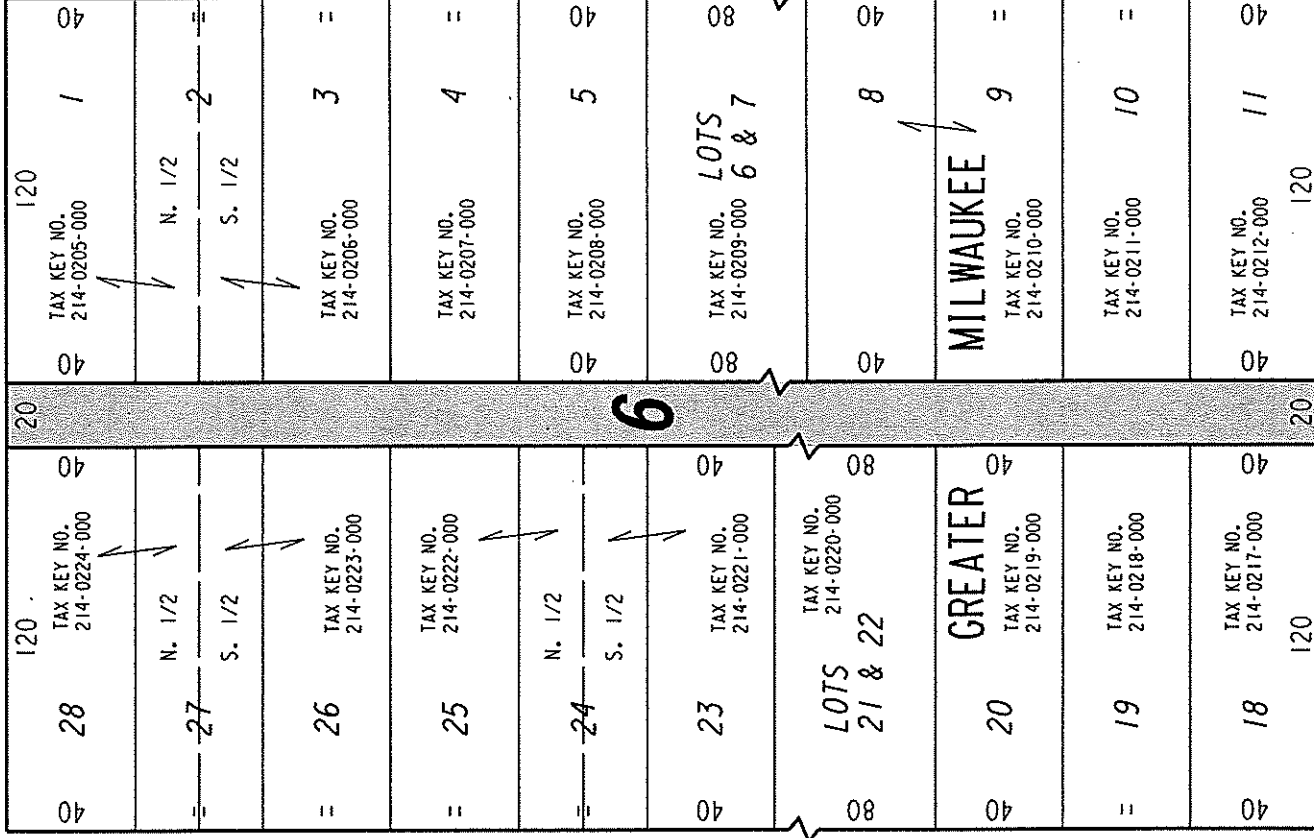 120 20 120
40 28 TAX KEY NO. 40 40 TAX KEY NO. 1 40
214-0224-000 214-0205-000
N. 1/2 N. 1/2
" 27 2 "
S. 1/2 S. 1/2
" 26 TAX KEY NO. TAX KEY NO. 3 "
214-0223-000 214-0206-000
" 25 TAX KEY NO. TAX KEY NO. 4 "
214-0222-000 214-0207-000
N. 1/2
" 24 40 TAX KEY NO. 5 40
S. 1/2 214-0208-000
6
40 23 TAX KEY NO. 40 80 TAX KEY NO. LOTS 80
214-0221-000 214-0209-000 6 & 7
80 LOTS TAX KEY NO. 80 40 8 40
21 & 22 214-0220-000
GREATER MILWAUKEE
40 20 TAX KEY NO. 40 TAX KEY NO. 9 "
214-0219-000 214-0210-000
" 19 TAX KEY NO. TAX KEY NO. 10 "
214-0218-000 214-0211-000
40 18 TAX KEY NO. 40 40 TAX KEY NO. 11 40
214-0217-000 214-0212-000
120 20 120